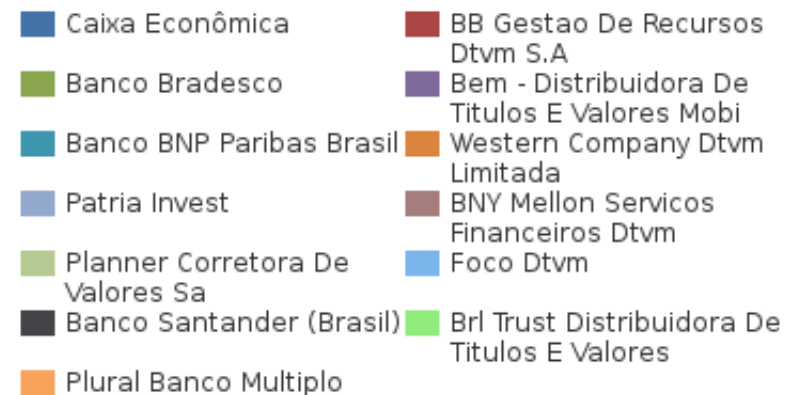 Caixa Econômica
BB Gestao De Recursos
Dtvm S.A
Banco Bradesco
Bem - Distribuidora De
Titulos E Valores Mobi
Banco BNP Paribas Brasil
Western Company Dtvm
Limitada
Patria Invest
BNY Mellon Servicos
Financeiros Dtvm
Planner Corretora De
Valores Sa
Foco Dtvm
Banco Santander (Brasil)
Brl Trust Distribuidora De
Titulos E Valores
Plural Banco Multiplo